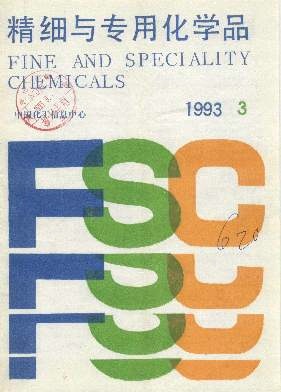 精细与专用化学品
FINE AND SPECIALITY
CHEMICALS
1993 3
中国化工信息中心
FSC
620